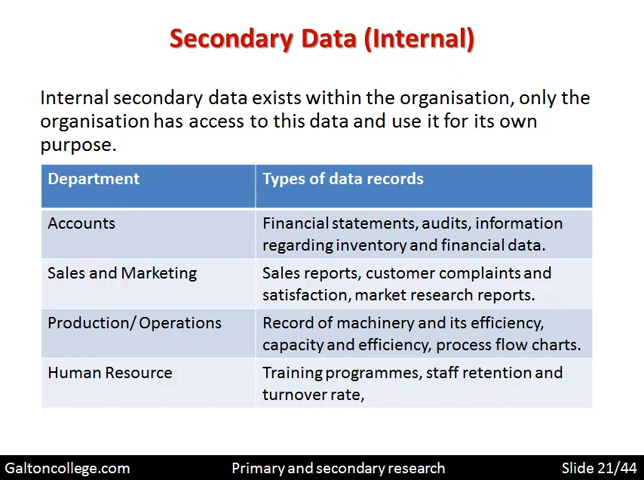 Secondary Data (Internal)
Internal secondary data exists within the organisation, only the
organisation has access to this data and use it for its own
purpose.
Department Types of data records
Accounts Financial statements, audits, information
regarding inventory and financial data.
Sales and Marketing Sales reports, customer complaints and
satisfaction, market research reports.
Production/ Operations Record of machinery and its efficiency,
capacity and efficiency, process flow charts.
Human Resource Training programmes, staff retention and
turnover rate,
Galtoncollege.com Primary and secondary research Slide 21/44